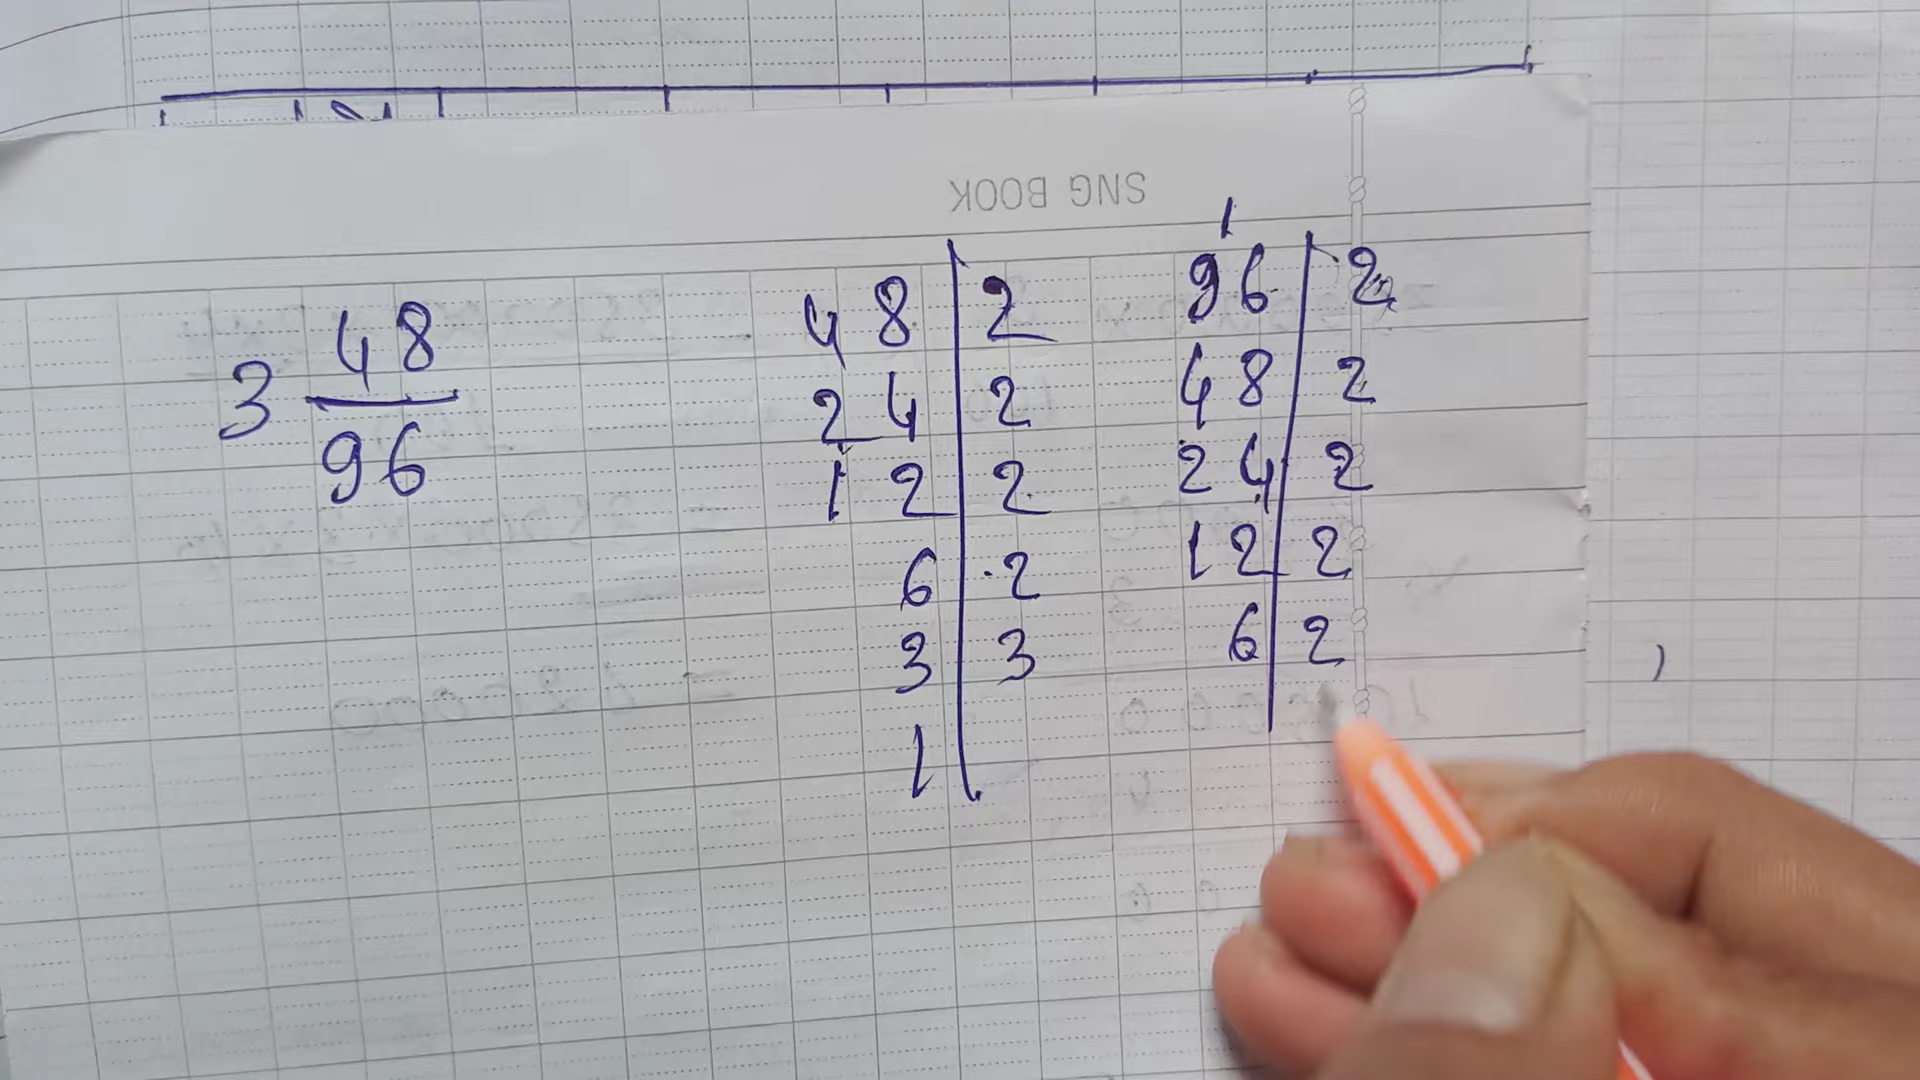 SNG BOOK
3 48/96
48 | 2
24 | 2
12 | 2
6 | 2
3 | 3
1
1
96 | 2
48 | 2
24 | 2
12 | 2
6 | 2